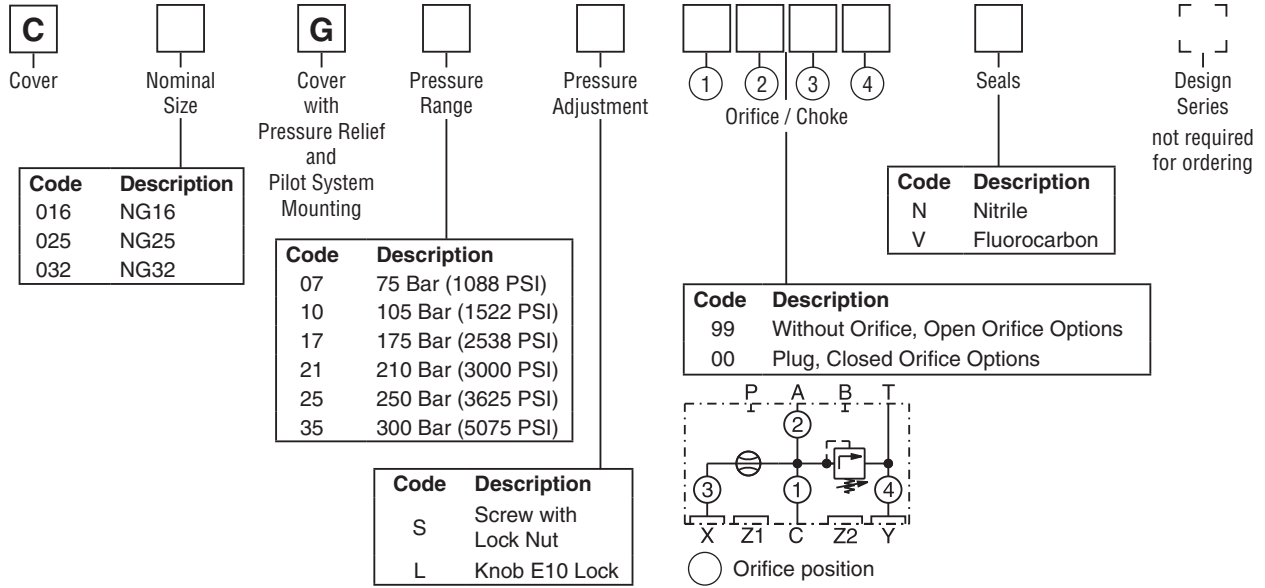 C
G
Cover
Nominal
Size
Cover
with
Pressure Relief
and
Pilot System
Mounting
Pressure
Range
Pressure
Adjustment
1 2 3 4
Orifice / Choke
Seals
Design
Series
not required
for ordering
Code Description
016 NG16
025 NG25
032 NG32
Code Description
07 75 Bar (1088 PSI)
10 105 Bar (1522 PSI)
17 175 Bar (2538 PSI)
21 210 Bar (3000 PSI)
25 250 Bar (3625 PSI)
35 300 Bar (5075 PSI)
Code Description
S Screw with
Lock Nut
L Knob E10 Lock
Code Description
N Nitrile
V Fluorocarbon
Code Description
99 Without Orifice, Open Orifice Options
00 Plug, Closed Orifice Options
P A B T
2
3 1 4
X Z1 C Z2 Y
Orifice position